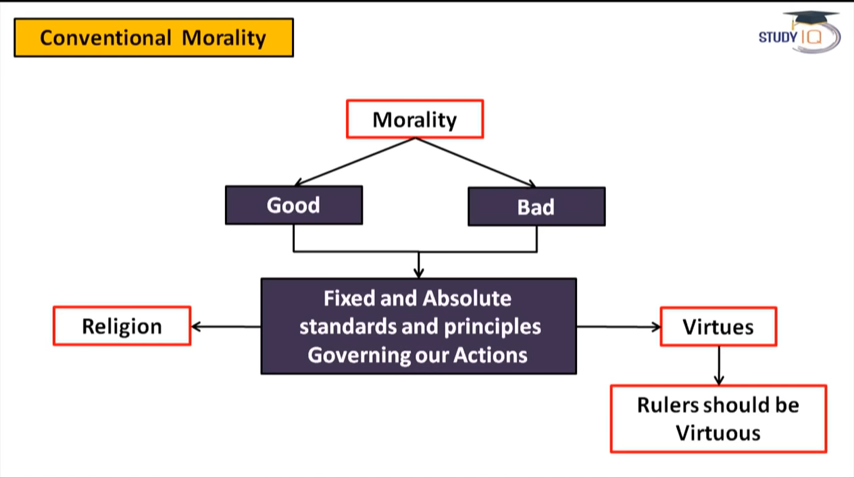 Conventional Morality
STUDY IQ
Morality
Good
Bad
Fixed and Absolute
standards and principles
Governing our Actions
Religion
Virtues
Rulers should be
Virtuous